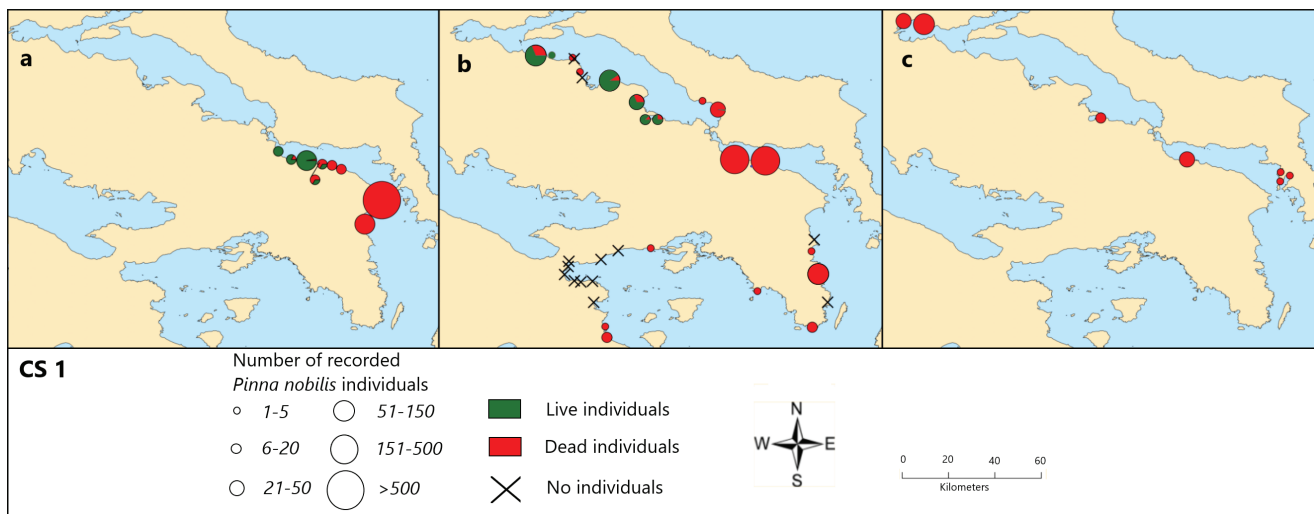 a
b
c
CS 1
Number of recorded
Pinna nobilis individuals
1-5
51-150
6-20
151-500
21-50
>500
Live individuals
Dead individuals
No individuals
N
W E
S
0 20 40 60
Kilometers